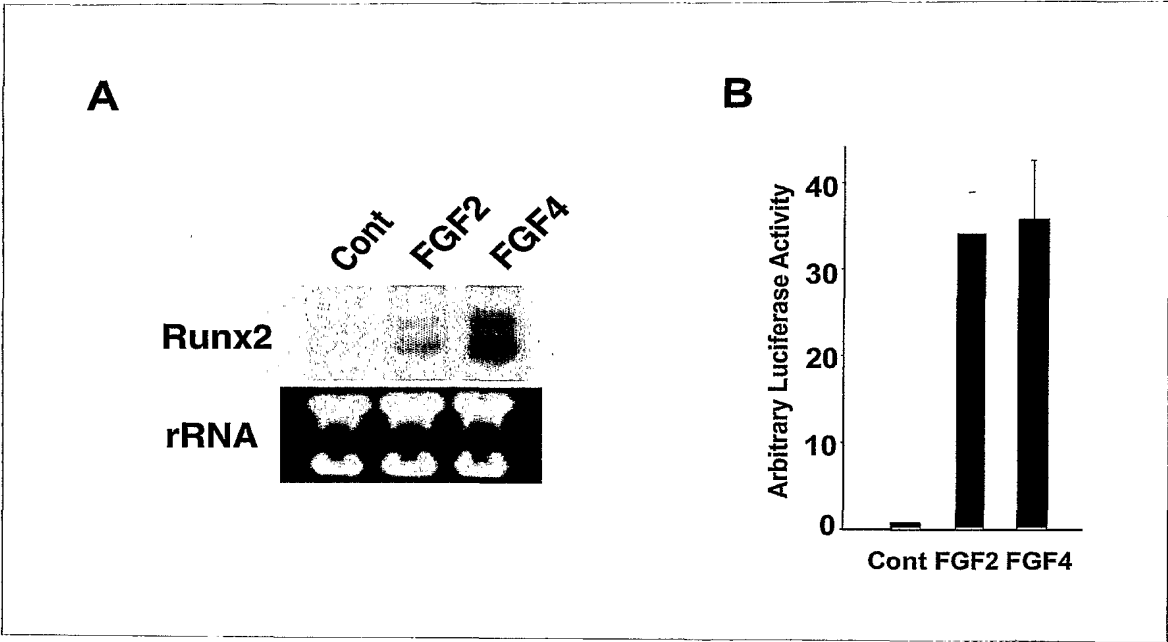 A
Cont FGF2 FGF4
Runx2
rRNA
B
Arbitrary Luciferase Activity
40
30
20
10
0
Cont FGF2 FGF4